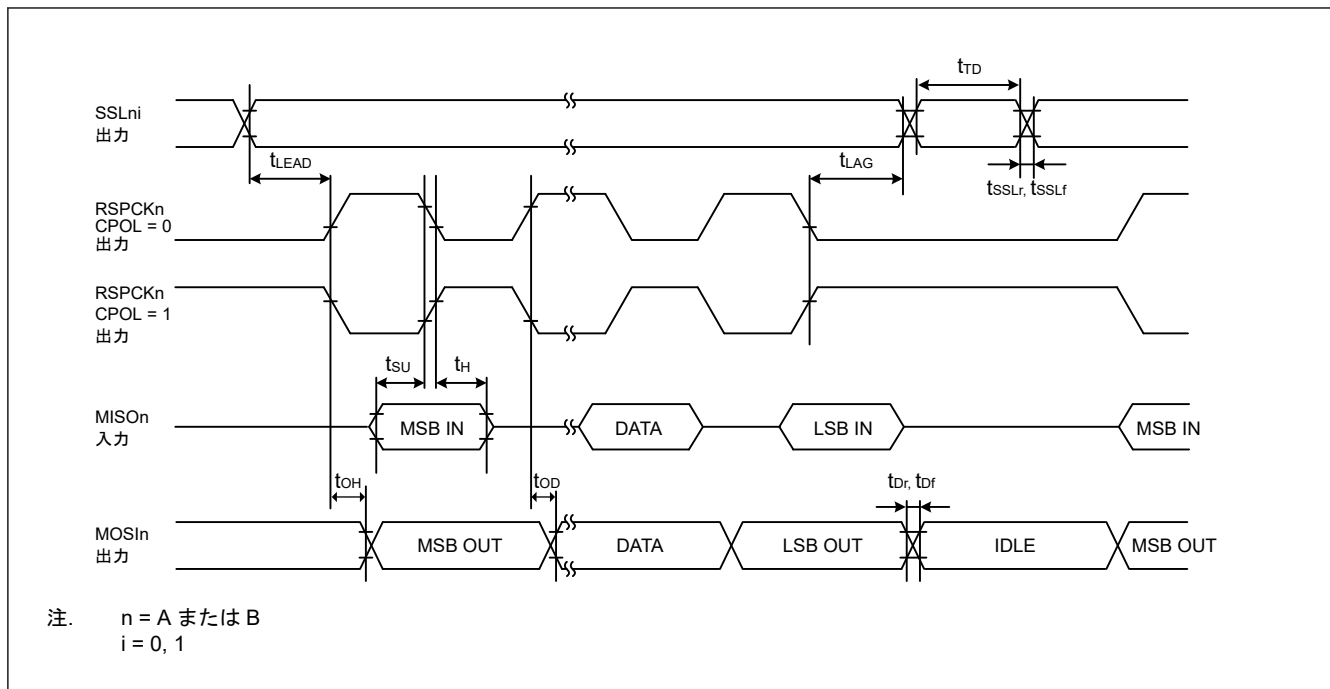 tTD
SSLni
出力
tLEAD
tLAG
tSSLr, tSSLf
RSPCKn
CPOL = 0
出力
RSPCKn
CPOL = 1
出力
tSU
tH
MISOn
入力
MSB IN
DATA
LSB IN
MSB IN
tOH
tOD
tDr, tDf
MOSIn
出力
MSB OUT
DATA
LSB OUT
IDLE
MSB OUT
注. n = A または B
i = 0, 1